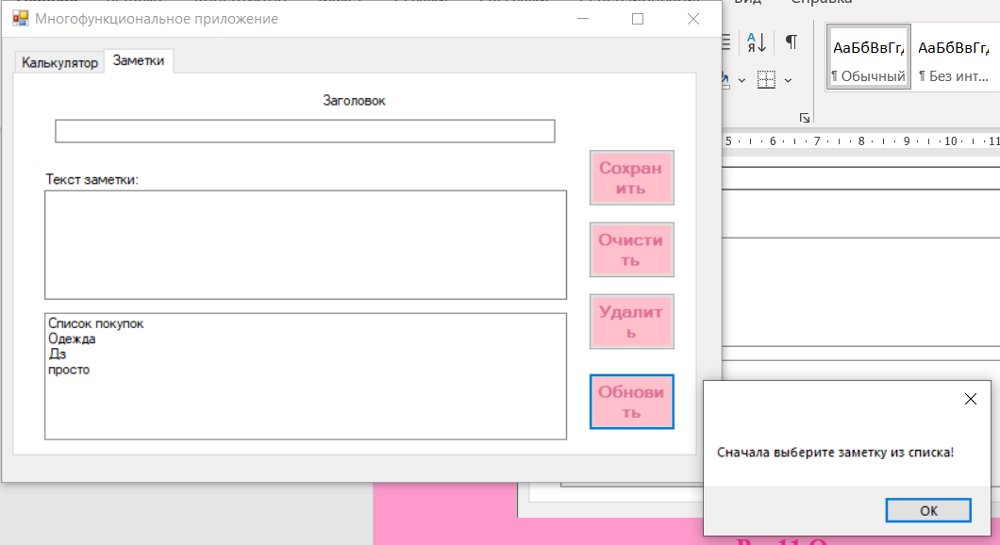 Многофункциональное приложение
Вид
Справка
Калькулятор
Заметки
Заголовок
Текст заметки:
Сохран
ить
Очисти
ть
Удалит
ь
Обнови
ть
Список покупок
Одежда
Дз
просто
АаБбВвГг,
АаБбВвГг,
¶ Обычный
¶ Без инт...
А
Я
¶
5 · ı · 6 · ı · 7 · ı · 8 · ı · 9 · ı · 10 · ı · 11
Сначала выберите заметку из списка!
ОК